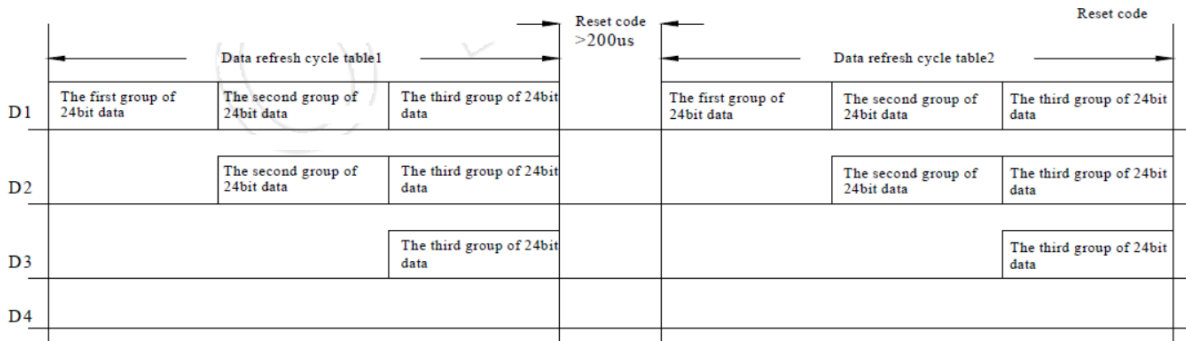 Reset code
>200us
Reset code
Data refresh cycle table1
Data refresh cycle table2
D1
The first group of
24bit data
The second group of
24bit data
The third group of 24bit
data
The first group of
24bit data
The second group of
24bit data
The third group of 24bit
data
D2
The second group of
24bit data
The third group of 24bit
data
The second group of
24bit data
The third group of 24bit
data
D3
The third group of 24bit
data
The third group of 24bit
data
D4